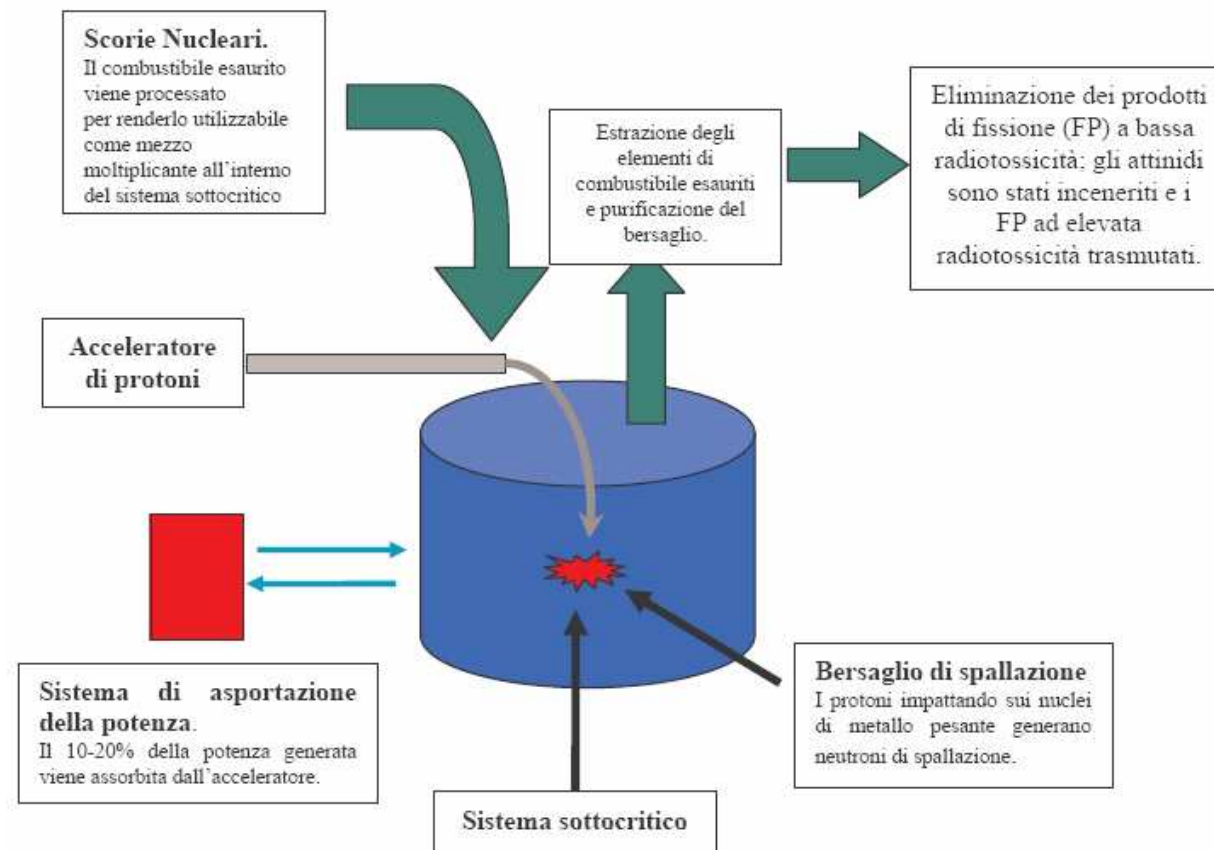 Scorie Nucleari.
Il combustibile esaurito
viene processato
per renderlo utilizzabile
come mezzo
moltiplicante all'interno
del sistema sottocritico
Estrazione degli
elementi di
combustibile esauriti
e purificazione del
bersaglio.
Eliminazione dei prodotti
di fissione (FP) a bassa
radiotossicità: gli attinidi
sono stati inceneriti e i
FP ad elevata
radiotossicità trasmutati.
Acceleratore
di protoni
Sistema di asportazione
della potenza.
Il 10-20% della potenza generata
viene assorbita dall'acceleratore.
Sistema sottocritico
Bersaglio di spallazione
I protoni impattando sui nuclei
di metallo pesante generano
neutroni di spallazione.